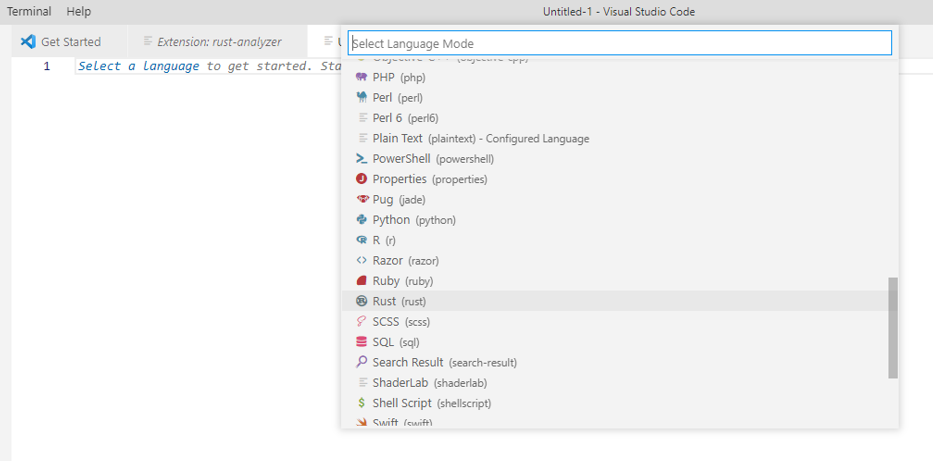 Terminal Help Untitled-1 - Visual Studio Code
Get Started Extension: rust-analyzer U
Select Language Mode
1 Select a language to get started. Sta
Objective-C++ (objective-cpp)
PHP (php)
Perl (perl)
Perl 6 (perl6)
Plain Text (plaintext) - Configured Language
PowerShell (powershell)
Properties (properties)
Pug (jade)
Python (python)
R (r)
Razor (razor)
Ruby (ruby)
Rust (rust)
SCSS (scss)
SQL (sql)
Search Result (search-result)
ShaderLab (shaderlab)
Shell Script (shellscript)
Swift (swift)